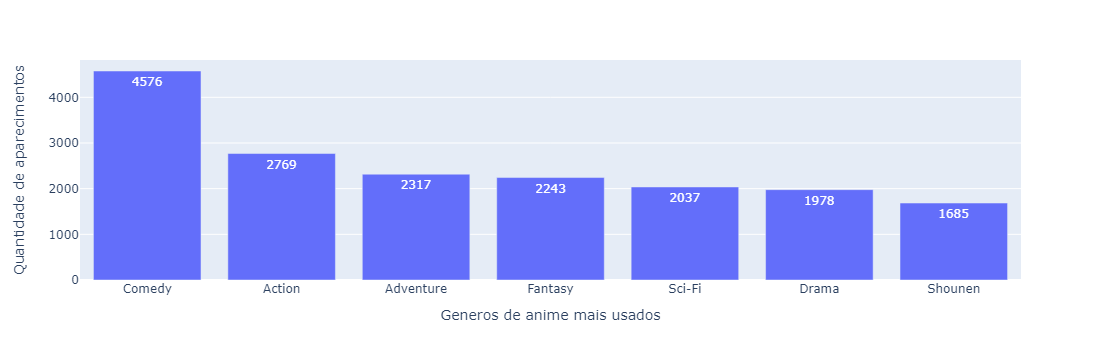 Quantidade de aparecimentos
4000
3000
2000
1000
0
4576
2769
2317
2243
2037
1978
1685
Comedy
Action
Adventure
Fantasy
Sci-Fi
Drama
Shounen
Generos de anime mais usados